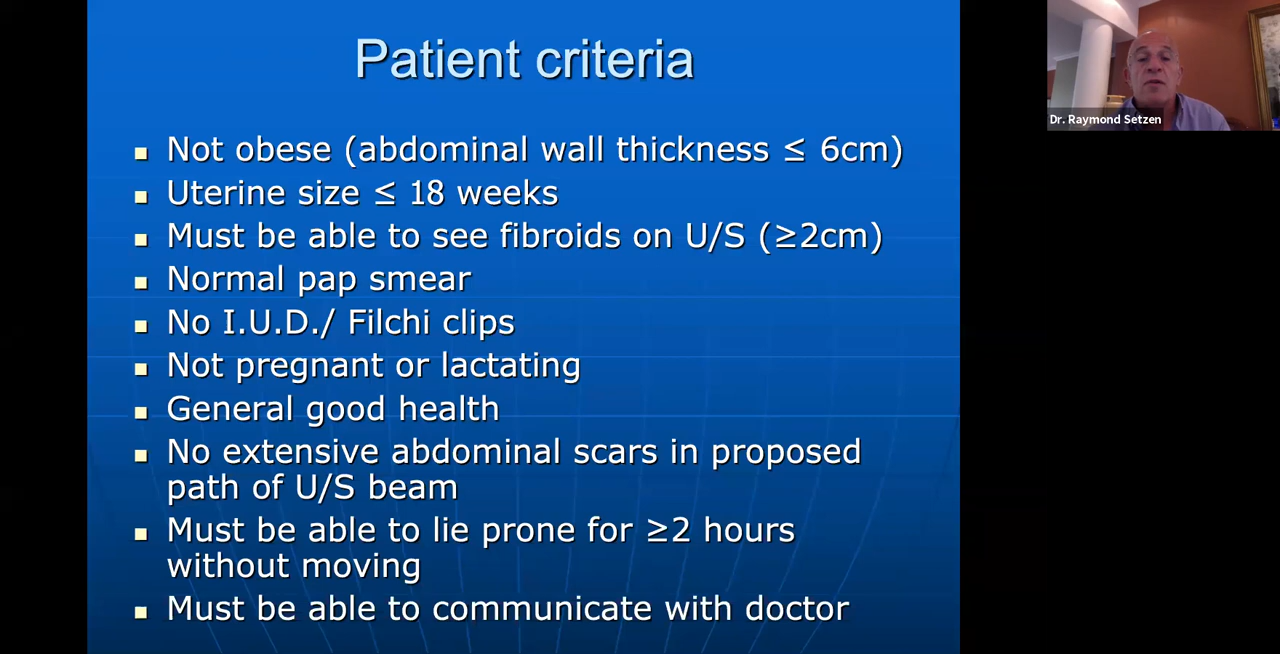 Patient criteria
Not obese (abdominal wall thickness ≤ 6cm)
Uterine size ≤ 18 weeks
Must be able to see fibroids on U/S (≥2cm)
Normal pap smear
No I.U.D./ Filchi clips
Not pregnant or lactating
General good health
No extensive abdominal scars in proposed
path of U/S beam
Must be able to lie prone for ≥2 hours
without moving
Must be able to communicate with doctor
Dr. Raymond Setzen